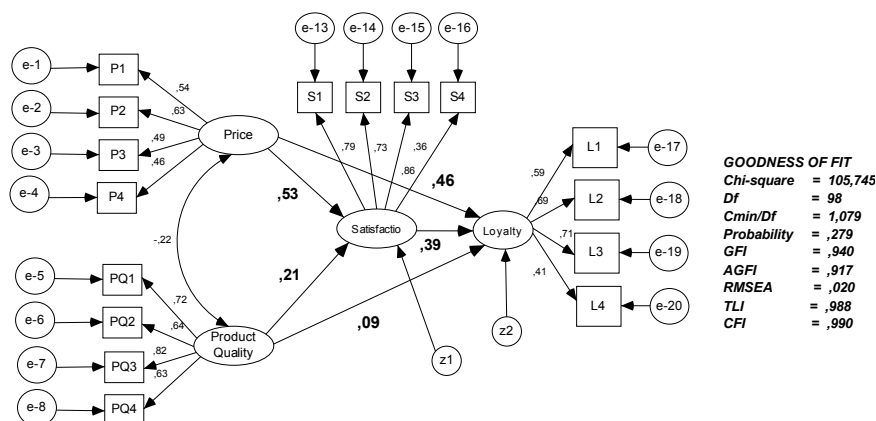 e-13
e-14
e-15
e-16
e-1
P1
S1
S2
S3
S4
,54
e-2
P2
,63
Price
e-3
P3
,49
,46
e-4
P4
,79
,73
,86
,36
L1
e-17
,59
,53
,46
L2
e-18
,69
Satisfactio
Loyalty
,39
-,22
L3
e-19
,71
,41
L4
e-20
e-5
PQ1
,72
,21
e-6
PQ2
,64
Product
Quality
,09
e-7
PQ3
,82
,63
e-8
PQ4
z1
z2
GOODNESS OF FIT
Chi-square = 105,745
Df = 98
Cmin/Df = 1,079
Probability = ,279
GFI = ,940
AGFI = ,917
RMSEA = ,020
TLI = ,988
CFI = ,990